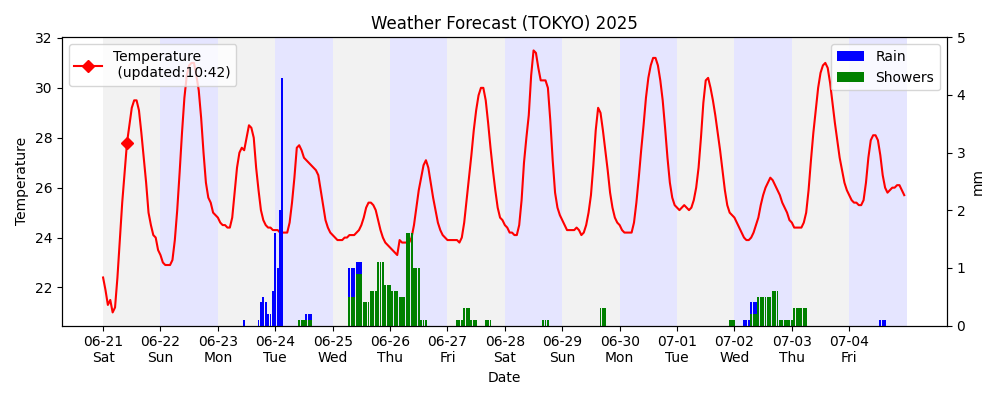 Weather Forecast (TOKYO) 2025
Temperature
(updated:10:42)
Rain
Showers
32
30
28
26
24
22
Temperature
5
4
3
2
1
0
mm
06-21 06-22 06-23 06-24 06-25 06-26 06-27 06-28 06-29 06-30 07-01 07-02 07-03 07-04
Sat Sun Mon Tue Wed Thu Fri Sat Sun Mon Tue Wed Thu Fri
Date